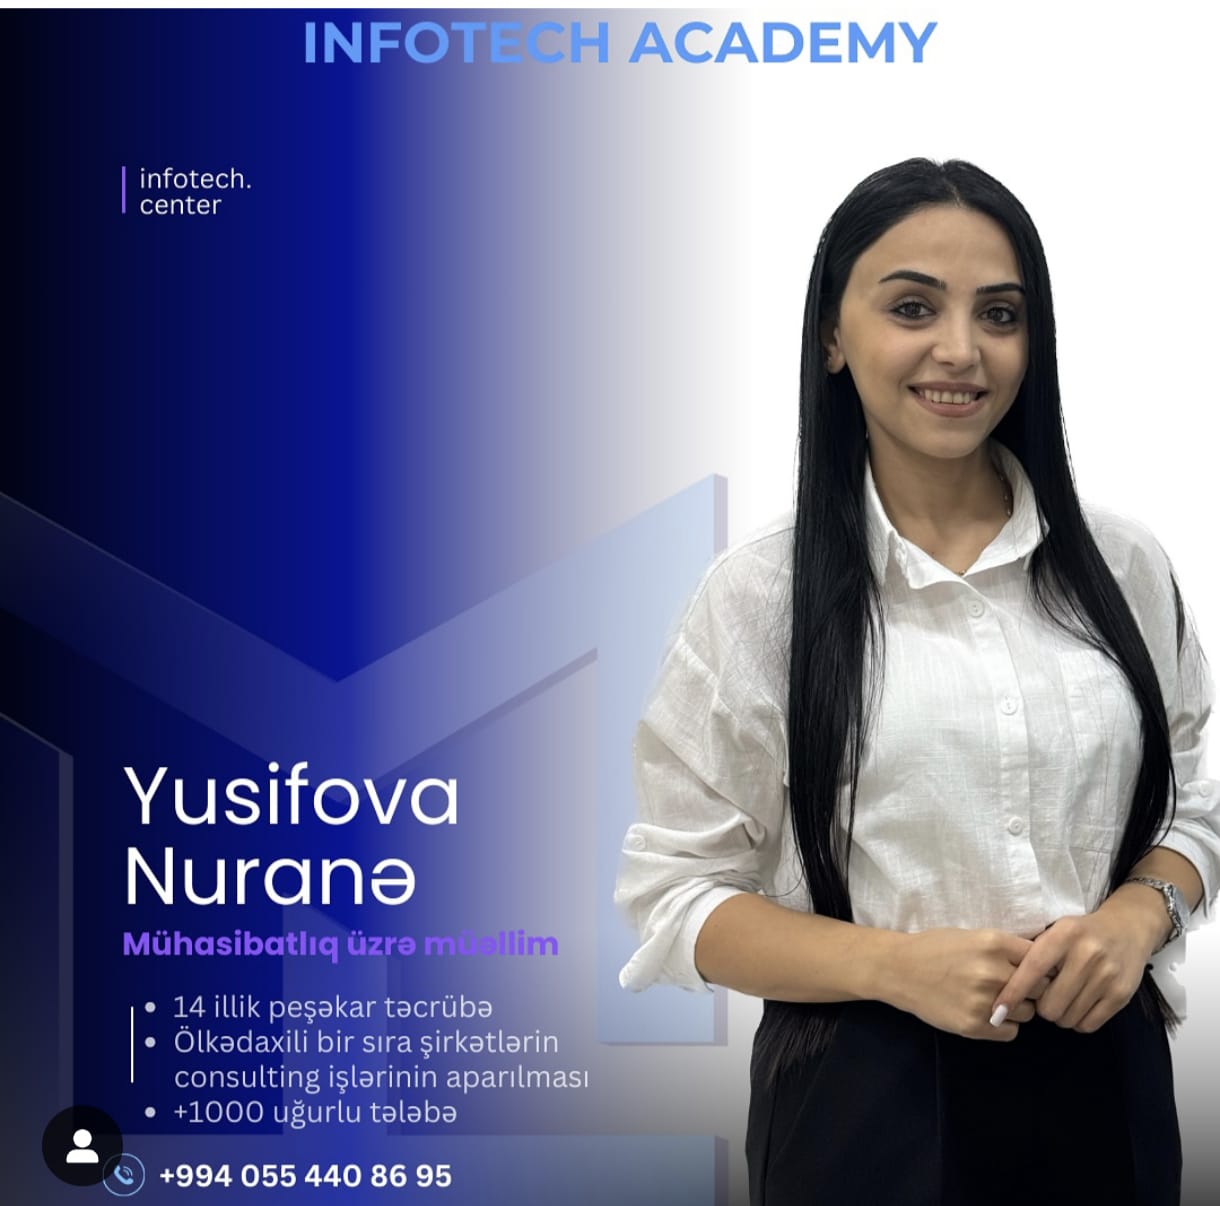 INFOTECH ACADEMY
infotech.
center
Yusifova
Nuranə
Mühasibatlıq üzrə müəllim
• 14 illik peşəkar təcrübə
• Ölkədaxili bir sıra şirkətlərin
consulting işlərinin aparılması
• +1000 uğurlu tələbə
+994 055 440 86 95